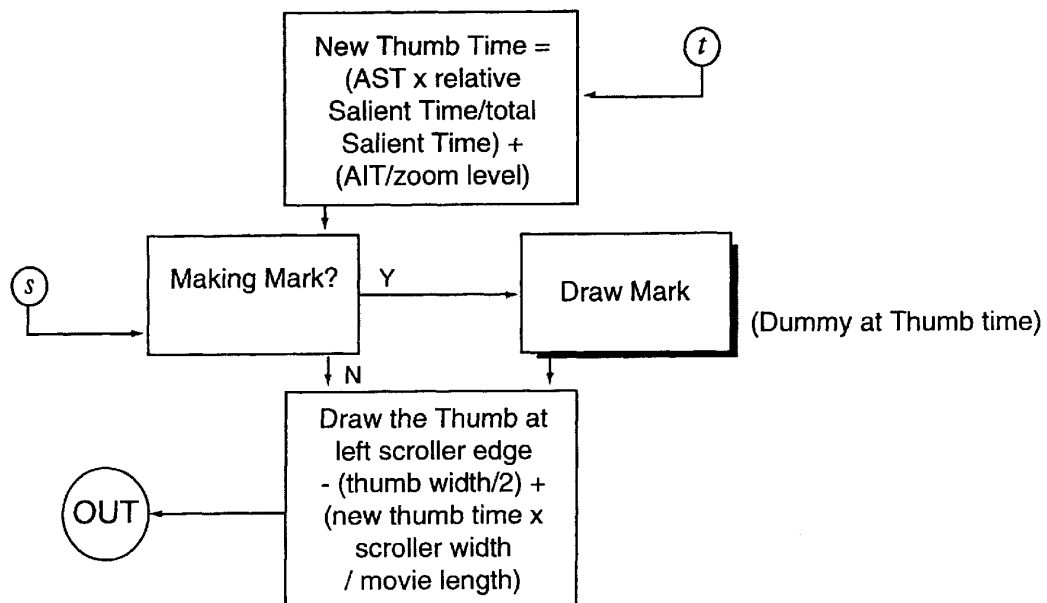 New Thumb Time =
(AST x relative
Salient Time/total
Salient Time) +
(AIT/zoom level)
t
Making Mark?
Y
Draw Mark
s
(Dummy at Thumb time)
N
Draw the Thumb at
left scroller edge
- (thumb width/2) +
(new thumb time x
scroller width
/ movie length)
OUT